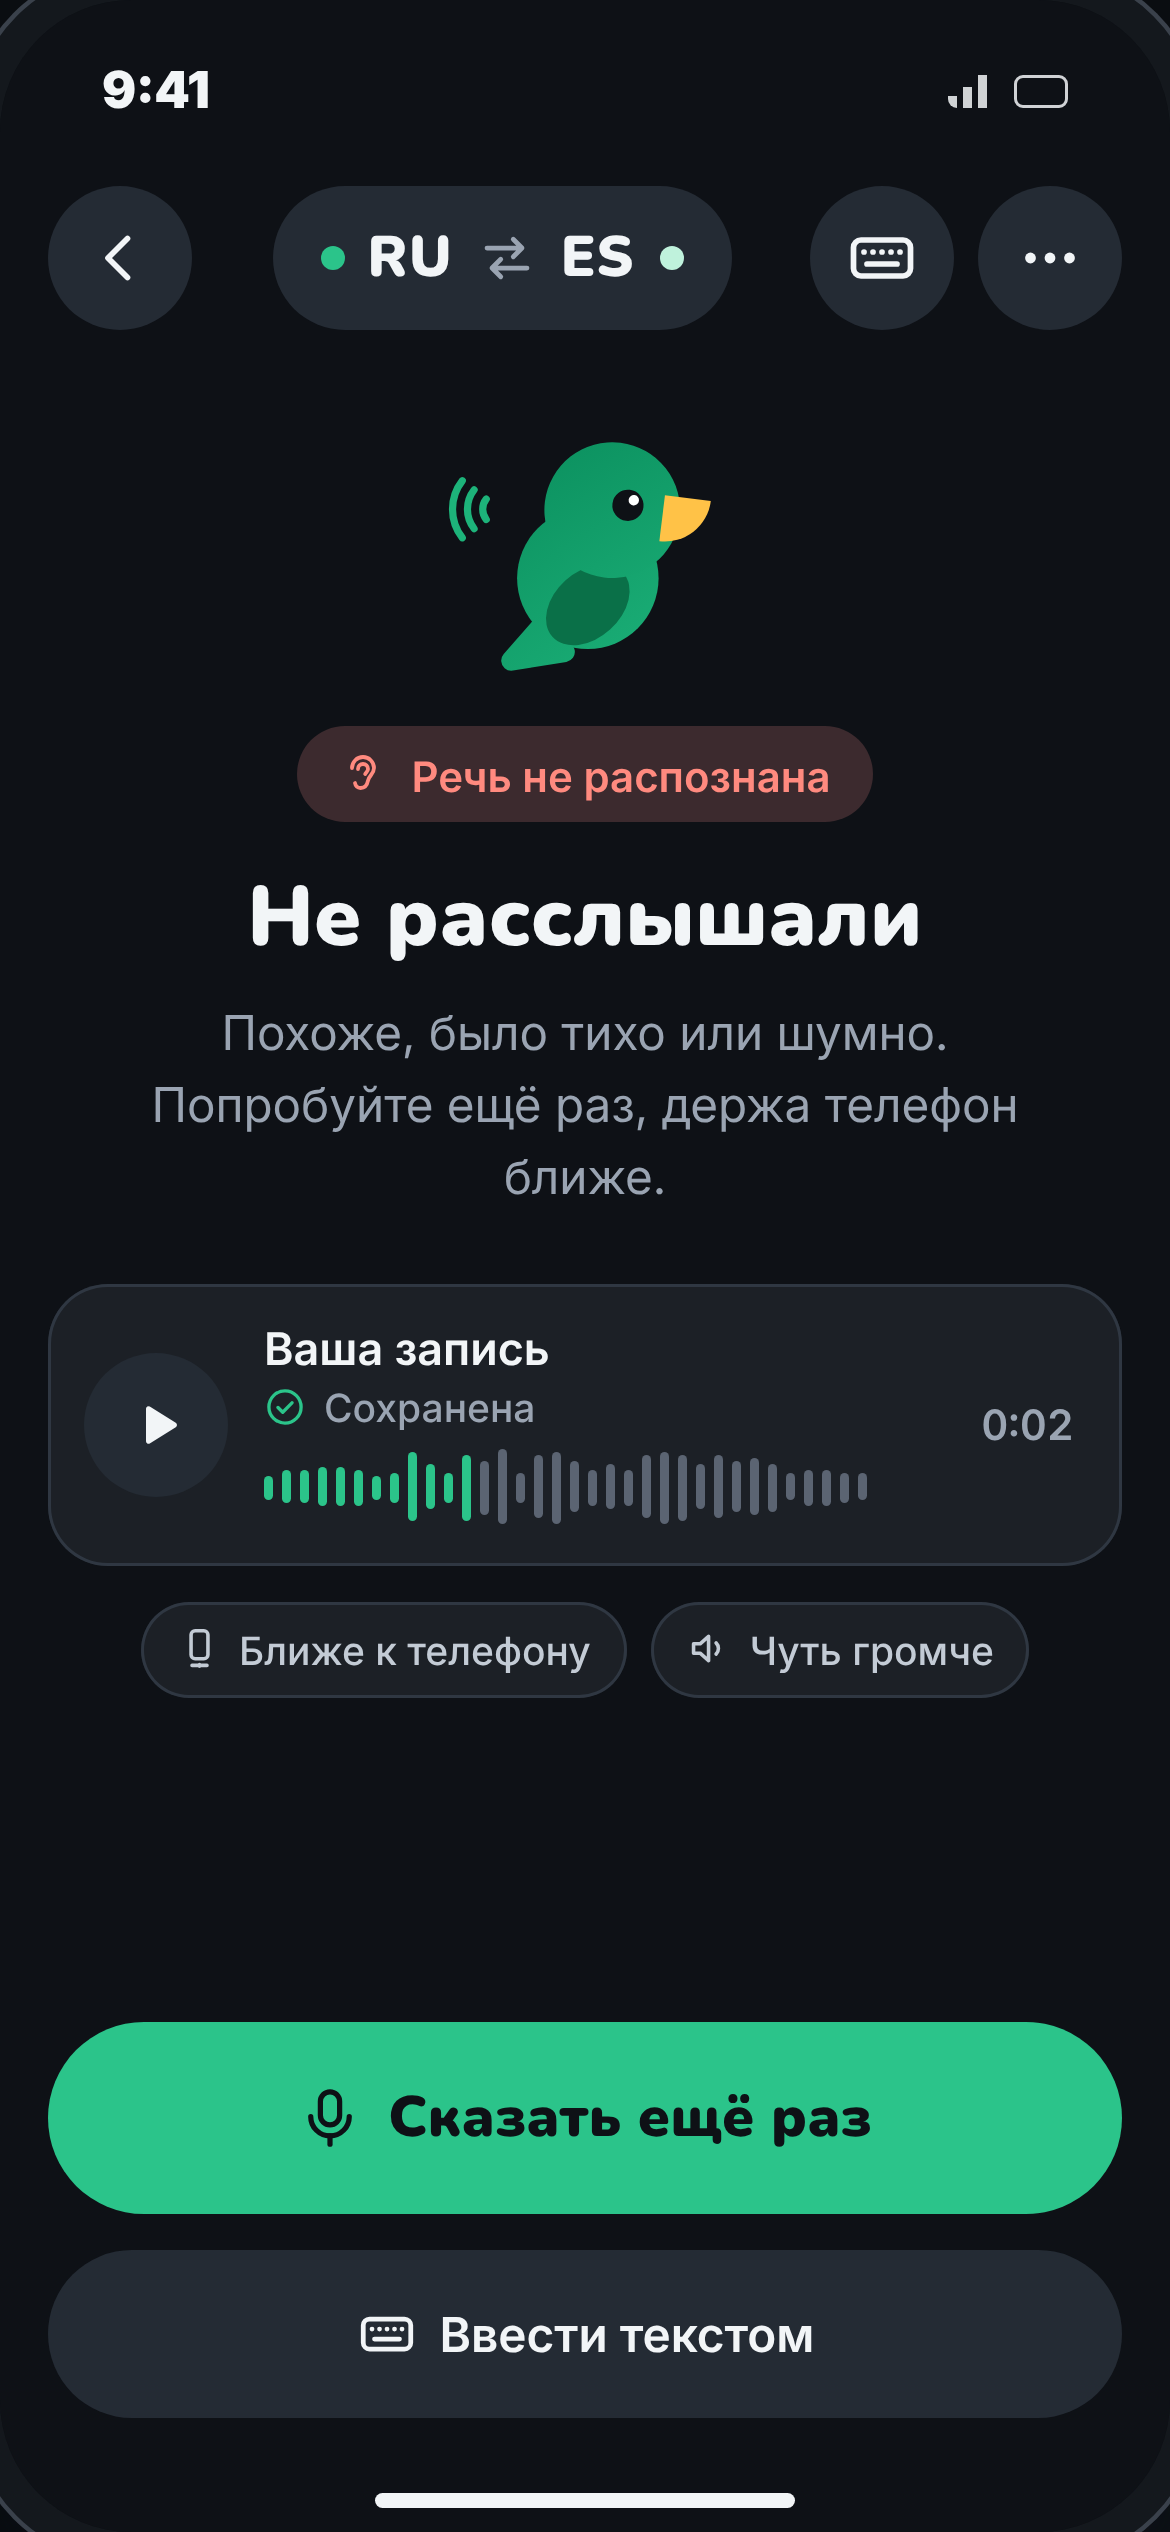 9:41
RU ES
Речь не распознана
Не расслышали
Похоже, было тихо или шумно.
Попробуйте ещё раз, держа телефон
ближе.
Ваша запись
Сохранена
0:02
Ближе к телефону
Чуть громче
Сказать ещё раз
Ввести текстом